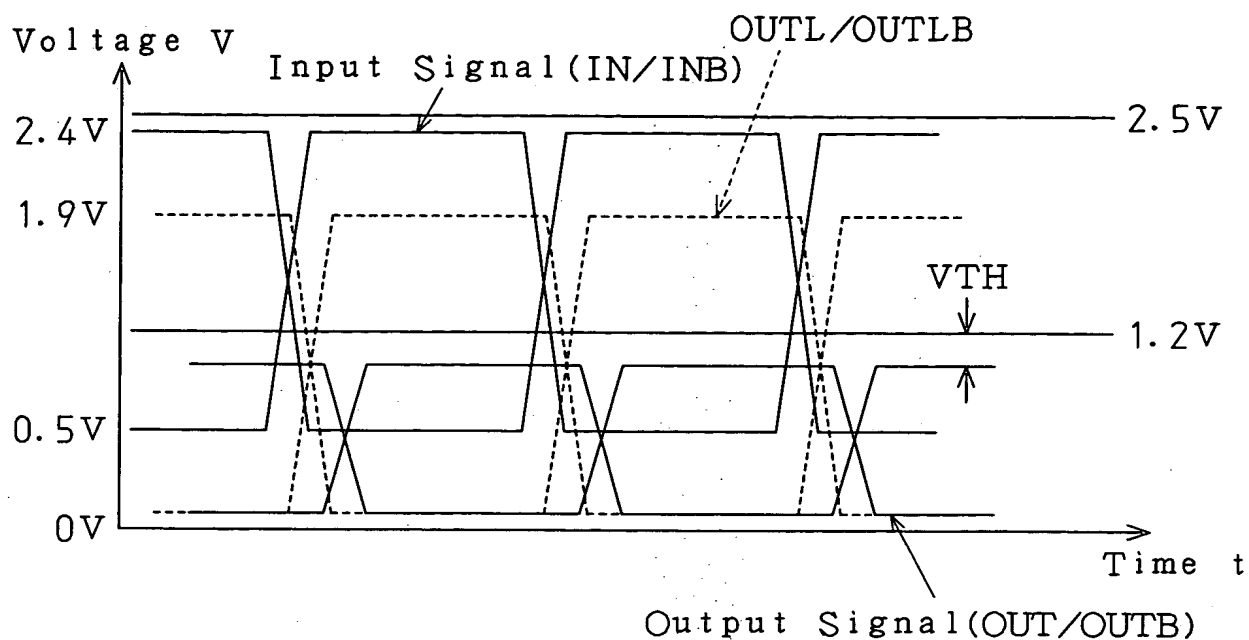 OUTL/OUTLB
Voltage V
Input Signal(IN/INB)
2.4V
2.5V
1.9V
VTH
1.2V
0.5V
0V
Time t
Output Signal(OUT/OUTB)